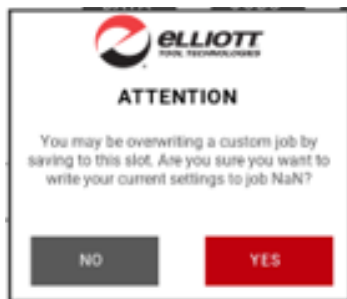 ELLIOTT
TOOL TECHNOLOGIES
ATTENTION
You may be overwriting a custom job by
saving to this slot. Are you sure you want to
write your current settings to job NaN?
NO
YES